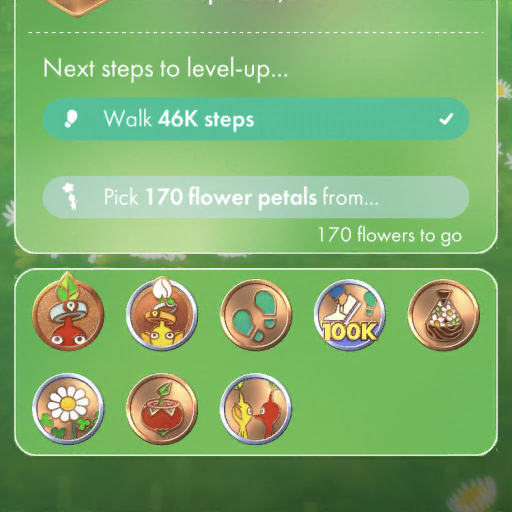 Next steps to level-up...
Walk 46K steps
Pick 170 flower petals from...
170 flowers to go
100K